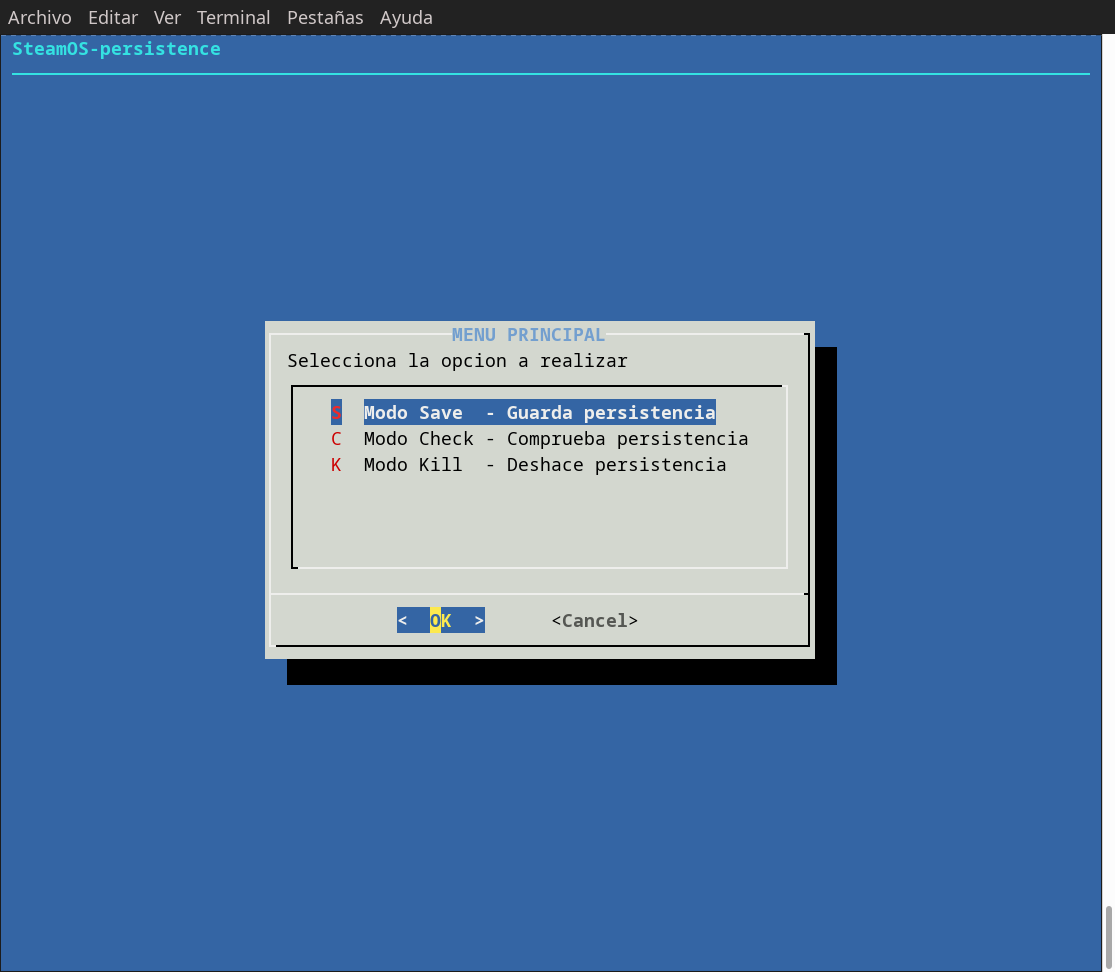 Archivo Editar Ver Terminal Pestañas Ayuda
SteamOS-persistence
MENU PRINCIPAL
Selecciona la opcion a realizar
S Modo Save - Guarda persistencia
C Modo Check - Comprueba persistencia
K Modo Kill - Deshace persistencia
< OK > <Cancel>